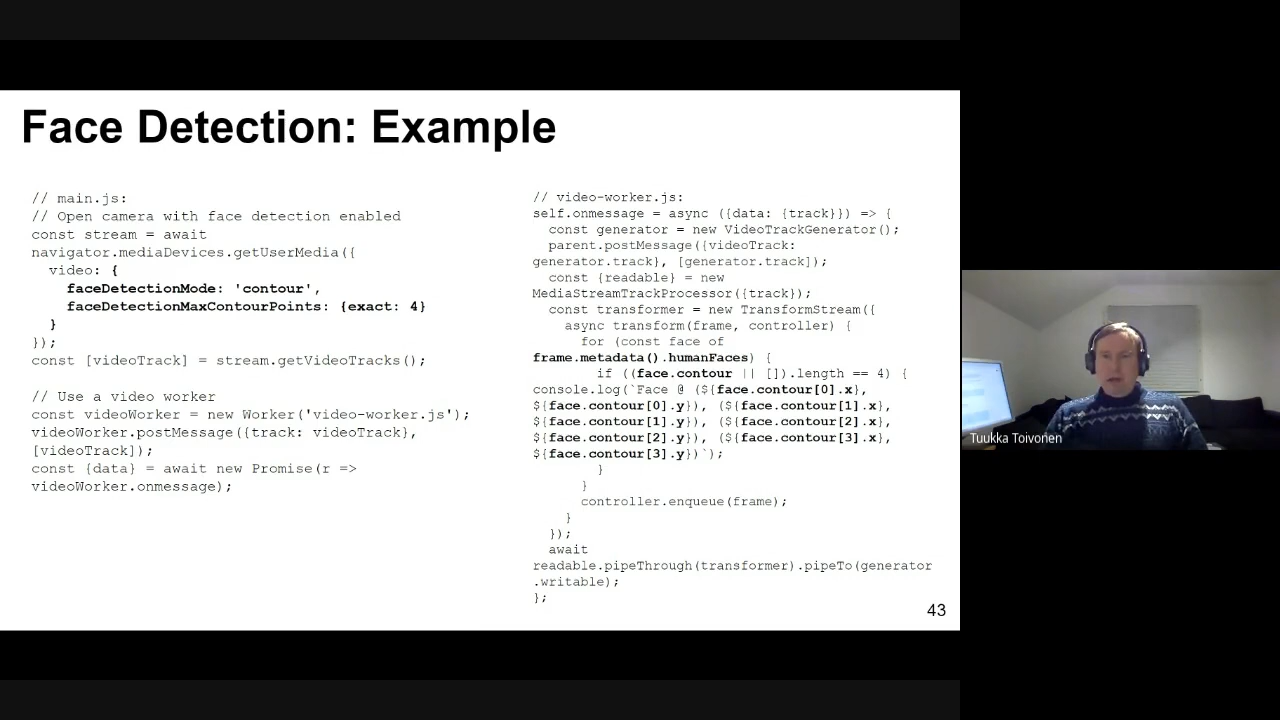 Face Detection: Example
// main.js:
// Open camera with face detection enabled
const stream = await
navigator.mediaDevices.getUserMedia({
  video: {
    faceDetectionMode: 'contour',
    faceDetectionMaxContourPoints: {exact: 4}
  }
});
const [videoTrack] = stream.getVideoTracks();

// Use a video worker
const videoWorker = new Worker('video-worker.js');
videoWorker.postMessage({track: videoTrack},
[videoTrack]);
const {data} = await new Promise(r =>
videoWorker.onmessage);
// video-worker.js:
self.onmessage = async ({data: {track}}) => {
  const generator = new VideoTrackGenerator();
  parent.postMessage({videoTrack:
generator.track}, [generator.track]);
  const {readable} = new
MediaStreamTrackProcessor({track});
  const transformer = new TransformStream({
    async transform(frame, controller) {
      for (const face of
frame.metadata().humanFaces) {
        if ((face.contour || []).length == 4) {
console.log(`Face @ (${face.contour[0].x},
${face.contour[0].y}), (${face.contour[1].x},
${face.contour[1].y}), (${face.contour[2].x},
${face.contour[2].y}), (${face.contour[3].x},
${face.contour[3].y})`);
        }
      }
      controller.enqueue(frame);
    }
  });
  await
readable.pipeThrough(transformer).pipeTo(generator
.writable);
};
43
Tuukka Toivonen